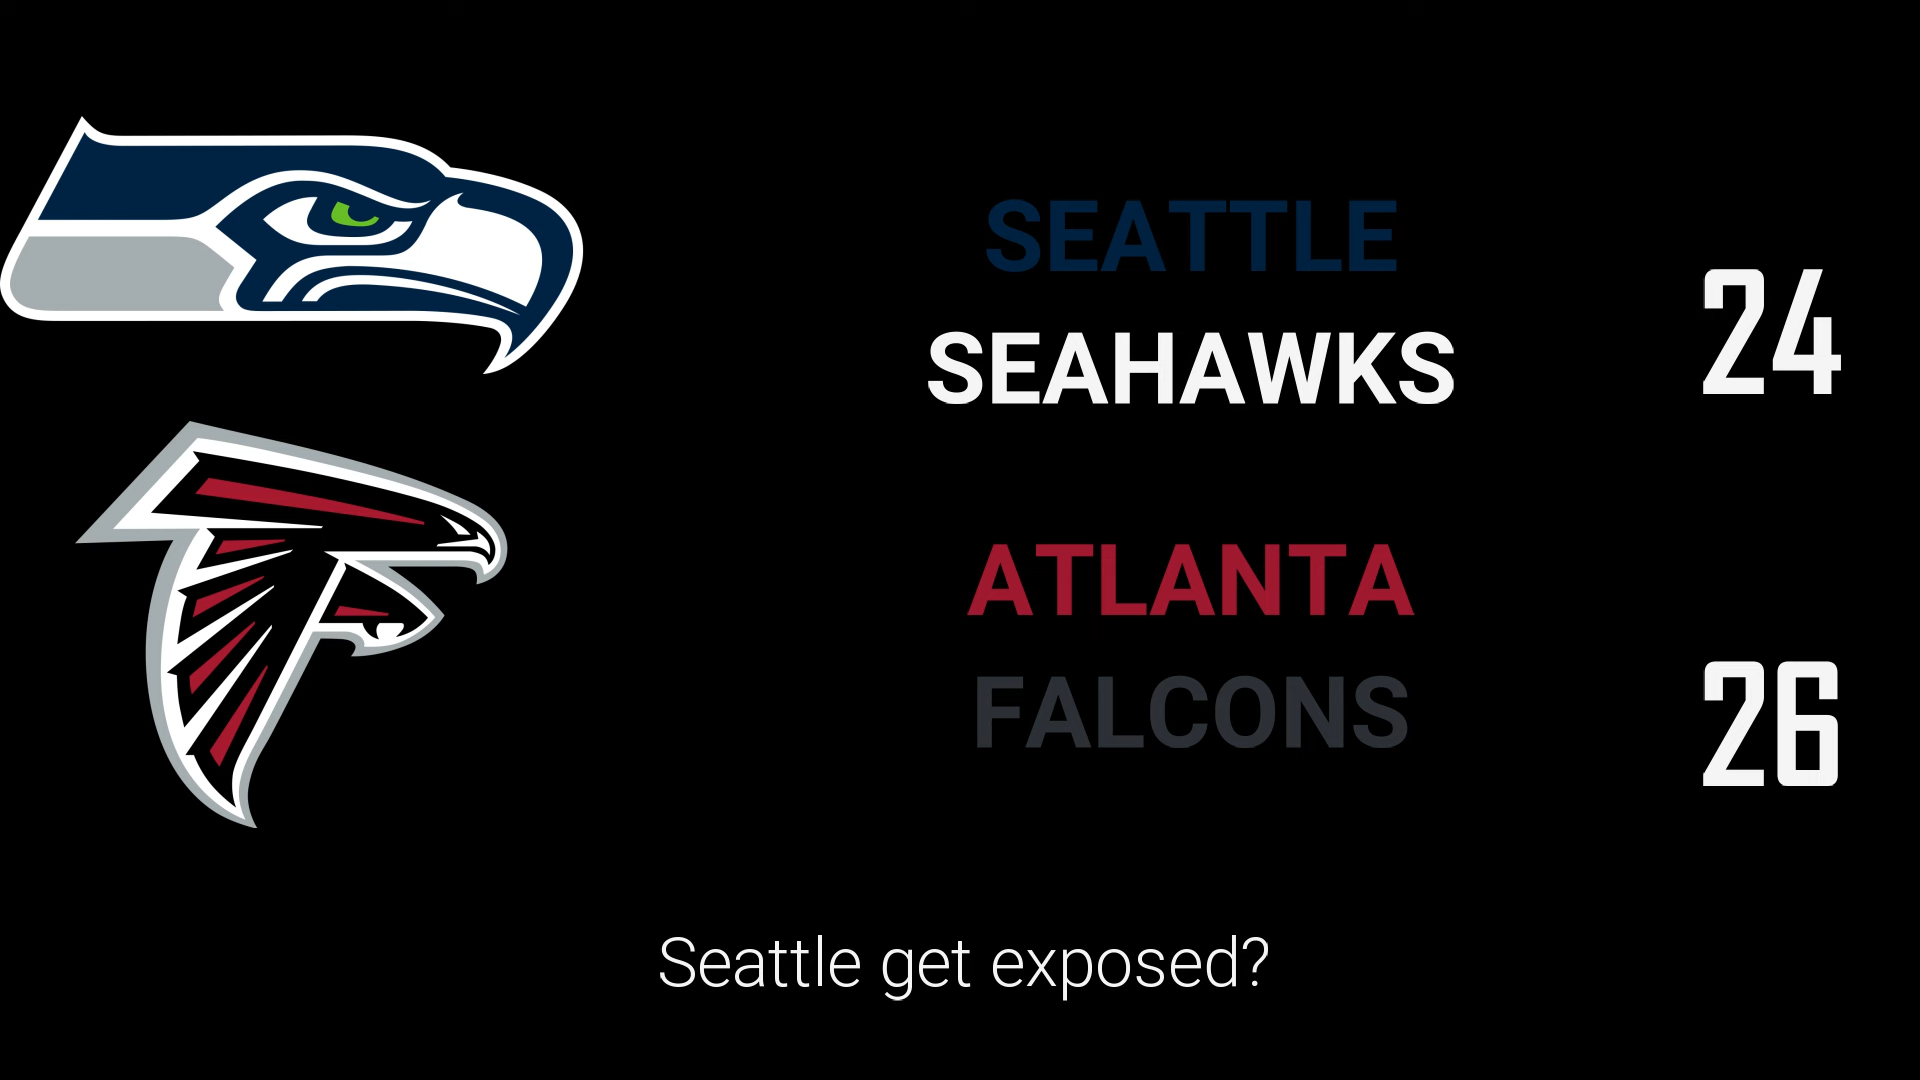 SEATTLE
SEAHAWKS
24
ATLANTA
FALCONS
26
Seattle get exposed?